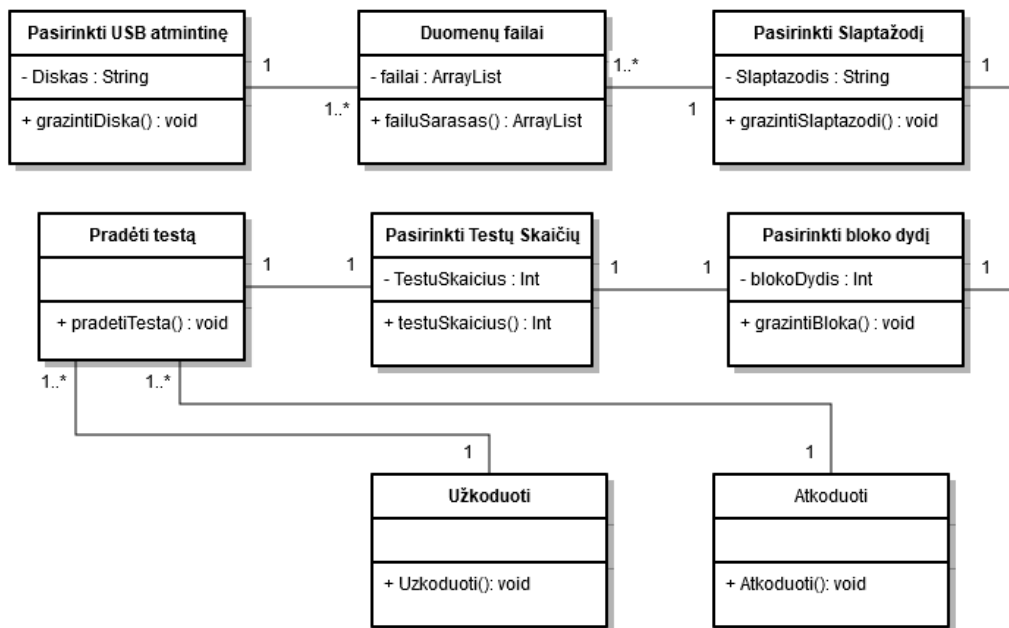 Pasirinkti USB atmintinę
- Diskas : String
+ grazintiDiska() : void
1
1..*
Duomenų failai
- failai : ArrayList
+ failuSarasas() : ArrayList
1..*
1
Pasirinkti Slaptažodį
- Slaptazodis : String
+ grazintiSlaptazodi() : void
1
Pradėti testą
+ pradetiTesta() : void
1
1
Pasirinkti Testų Skaičių
- TestuSkaicius : Int
+ testuSkaicius() : Int
1
1
Pasirinkti bloko dydį
- blokoDydis : Int
+ grazintiBloka() : void
1
1..*
1..*
1
1
Užkoduoti
+ Uzkoduoti(): void
Atkoduoti
+ Atkoduoti(): void